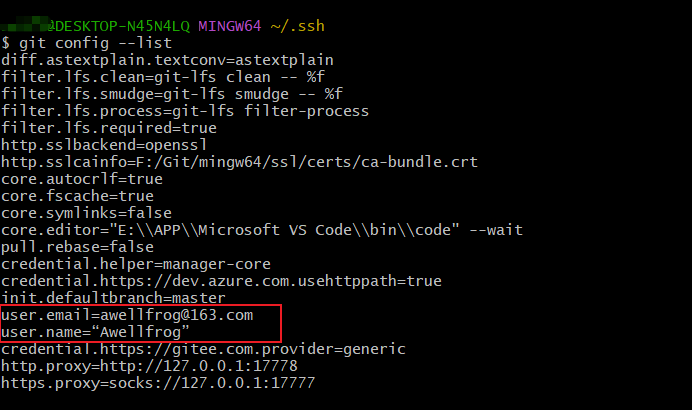 @DESKTOP-N45N4LQ MINGW64 ~/.ssh
$ git config --list
diff.astextplain.textconv=astextplain
filter.lfs.clean=git-lfs clean -- %f
filter.lfs.smudge=git-lfs smudge -- %f
filter.lfs.process=git-lfs filter-process
filter.lfs.required=true
http.sslbackend=openssl
http.sslcainfo=F:/Git/mingw64/ssl/certs/ca-bundle.crt
core.autocrlf=true
core.fscache=true
core.symlinks=false
core.editor="E:\\APP\\Microsoft VS Code\\bin\\code" --wait
pull.rebase=false
credential.helper=manager-core
credential.https://dev.azure.com.usehttppath=true
init.defaultbranch=master
user.email=awellfrog@163.com
user.name=“Awellfrog”
credential.https://gitee.com.provider=generic
http.proxy=http://127.0.0.1:17778
https.proxy=socks://127.0.0.1:17777